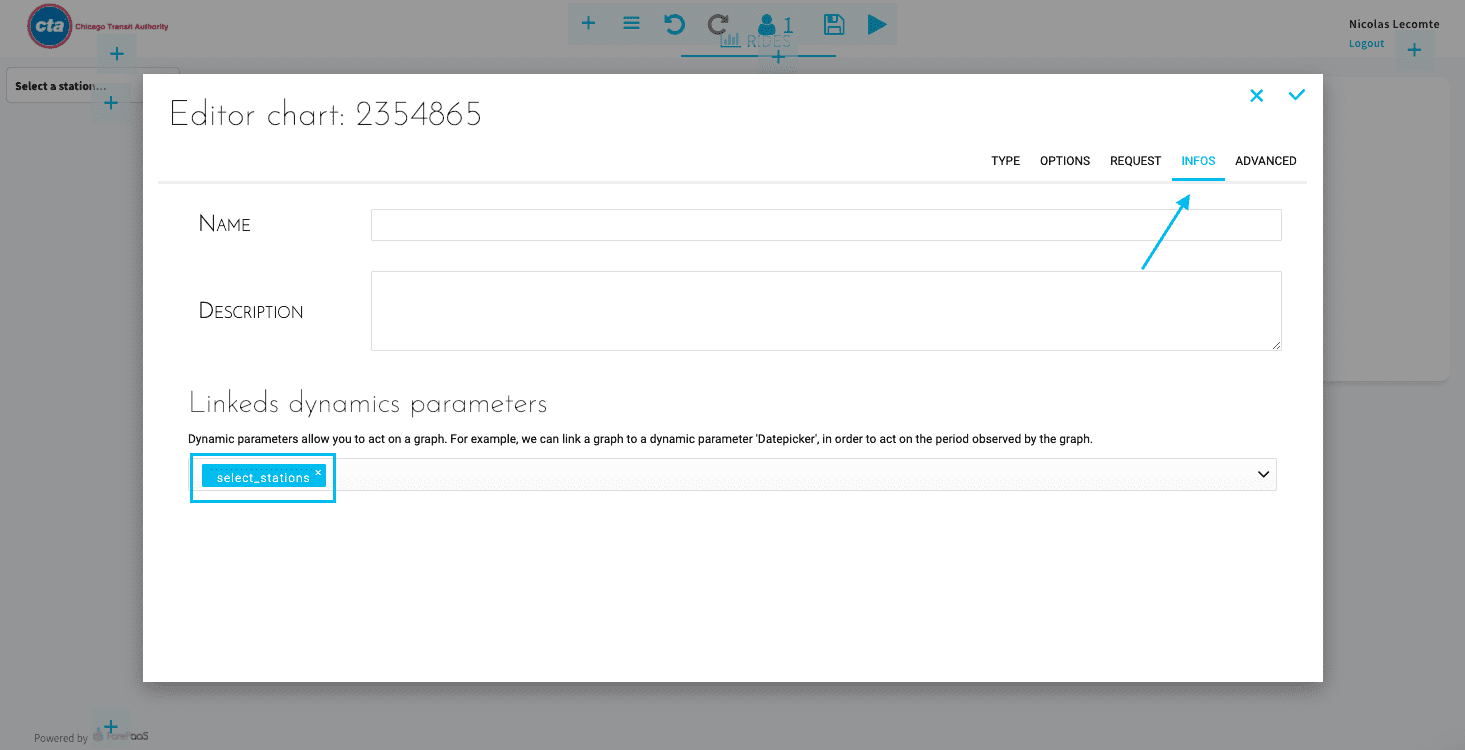 cta Chicago Transit Authority
1
Nicolas Lecomte
Logout
RIDES
Select a station...
Editor chart: 2354865
TYPE OPTIONS REQUEST INFOS ADVANCED
Name
Description
Linkeds dynamics parameters
Dynamic parameters allow you to act on a graph. For example, we can link a graph to a dynamic parameter 'Datepicker', in order to act on the period observed by the graph.
select_stations ×
Powered by ForePaaS